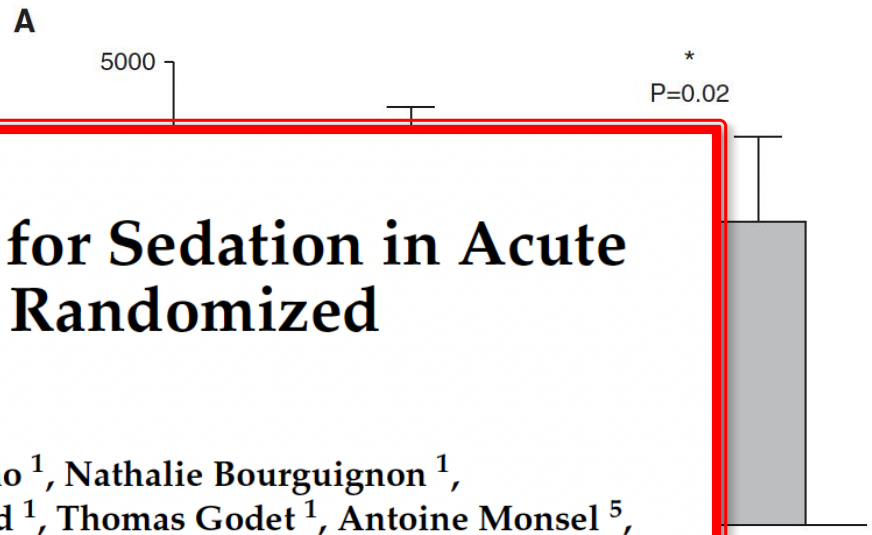 A
5000
*
P=0.02
for Sedation in Acute
Randomized
o ¹, Nathalie Bourguignon ¹,
d ¹, Thomas Godet ¹, Antoine Monsel ⁵,